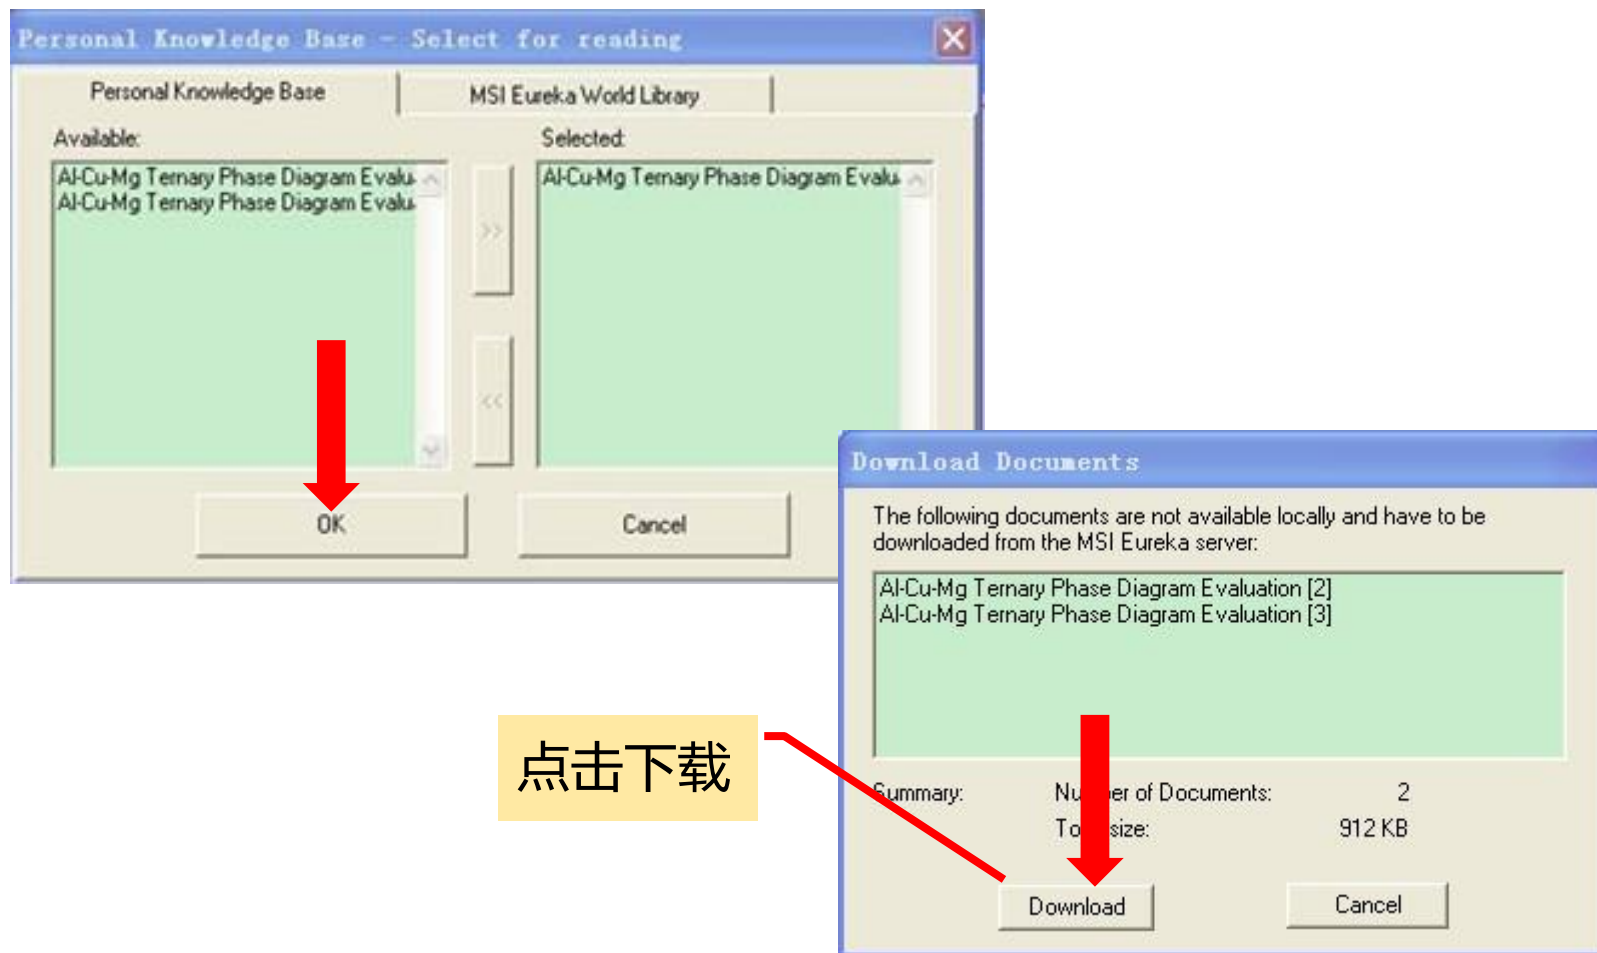 Personal Knowledge Base - Select for reading
Personal Knowledge Base
MSI Eureka World Library
Available:
Selected:
Al-Cu-Mg Ternary Phase Diagram Evalu
Al-Cu-Mg Ternary Phase Diagram Evalu
Al-Cu-Mg Ternary Phase Diagram Evalu
>>
<<
OK
Cancel
Download Documents
The following documents are not available locally and have to be
downloaded from the MSI Eureka server:
Al-Cu-Mg Ternary Phase Diagram Evaluation [2]
Al-Cu-Mg Ternary Phase Diagram Evaluation [3]
点击下载
Summary:
Number of Documents:
2
Total size:
912 KB
Download
Cancel